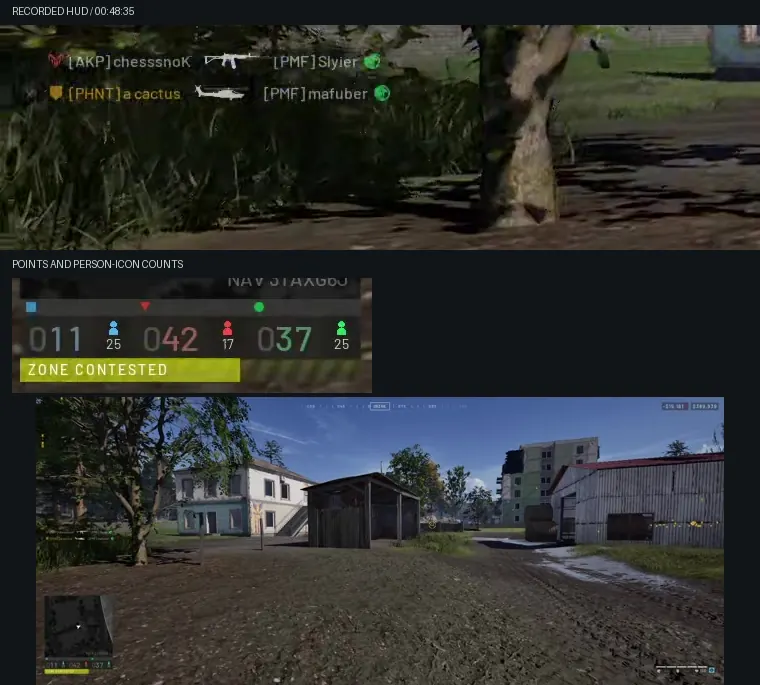 RECORDED HUD / 00:48:35
[AKP]chesssnoK [PMF]Slyier
[PHNT]a cactus [PMF]mafuber
POINTS AND PERSON-ICON COUNTS
011 25 042 17 037 25
ZONE CONTESTED